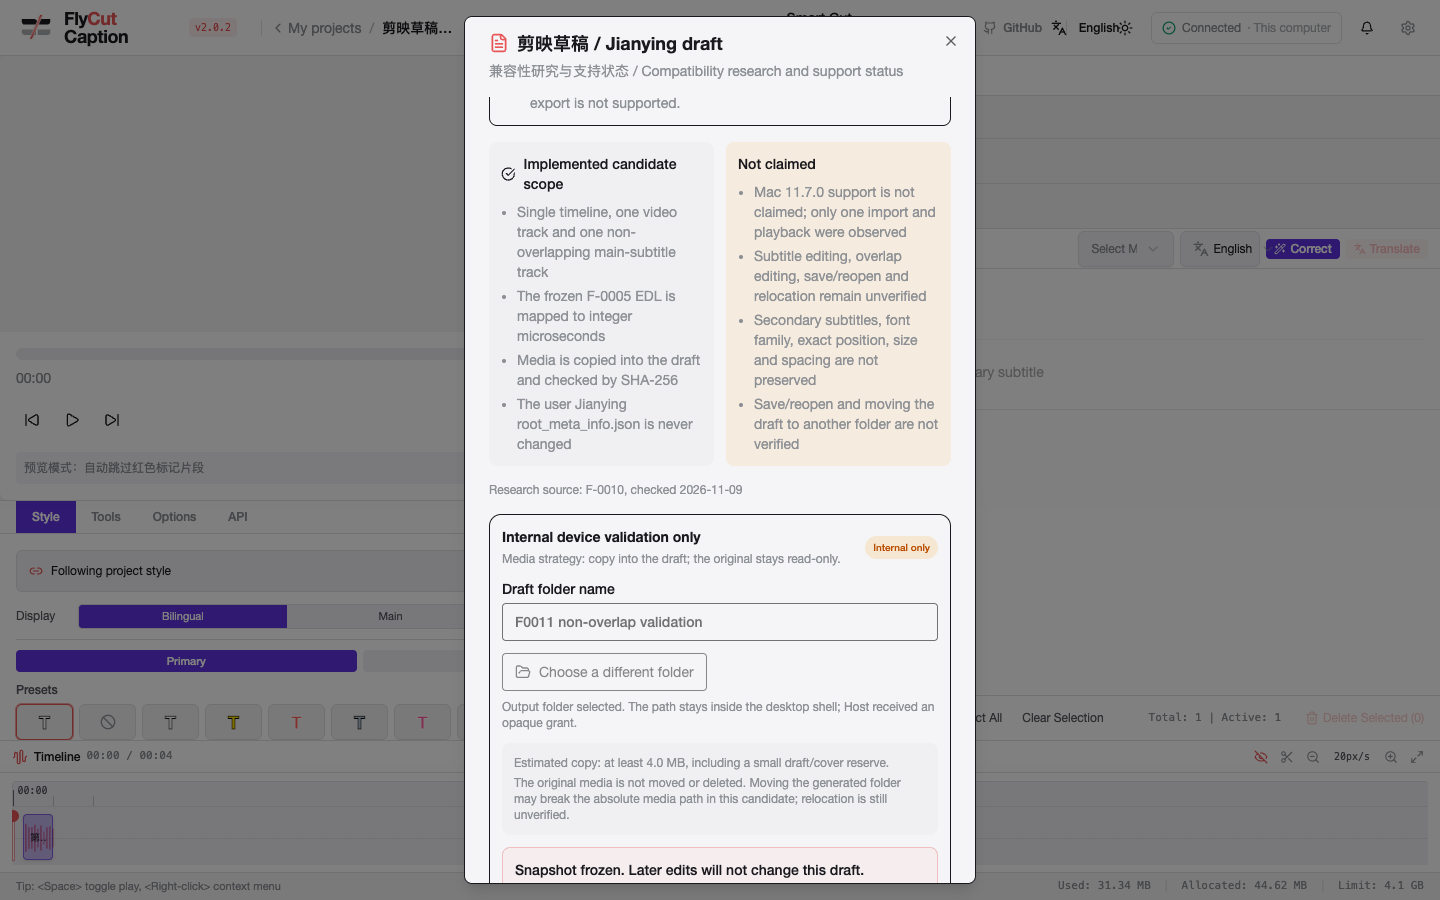 FlyCut
Caption
v2.0.2
My projects / 剪映草稿...
GitHub
English
Connected · This computer
剪映草稿 / Jianying draft
兼容性研究与支持状态 / Compatibility research and support status
export is not supported.
Implemented candidate
scope
Single timeline, one video
track and one non-
overlapping main-subtitle
track
The frozen F-0005 EDL is
mapped to integer
microseconds
Media is copied into the draft
and checked by SHA-256
The user Jianying
root_meta_info.json is never
changed
Not claimed
Mac 11.7.0 support is not
claimed; only one import and
playback were observed
Subtitle editing, overlap
editing, save/reopen and
relocation remain unverified
Secondary subtitles, font
family, exact position, size
and spacing are not
preserved
Save/reopen and moving the
draft to another folder are not
verified
Research source: F-0010, checked 2026-11-09
Internal device validation only
Media strategy: copy into the draft; the original stays read-only.
Internal only
Draft folder name
F0011 non-overlap validation
Choose a different folder
Output folder selected. The path stays inside the desktop shell; Host received an
opaque grant.
Estimated copy: at least 4.0 MB, including a small draft/cover reserve.
The original media is not moved or deleted. Moving the generated folder
may break the absolute media path in this candidate; relocation is still
unverified.
Snapshot frozen. Later edits will not change this draft.
Select M
English
Correct
Translate
ary subtitle
00:00
预览模式：自动跳过红色标记片段
Style
Tools
Options
API
Following project style
Display
Bilingual
Main
Primary
Presets
ct All
Clear Selection
Total: 1 | Active: 1
Delete Selected (0)
Timeline
00:00 / 00:04
20px/s
00:00
第...
Tip: <Space> toggle play, <Right-click> context menu
Used: 31.34 MB
Allocated: 44.62 MB
Limit: 4.1 GB